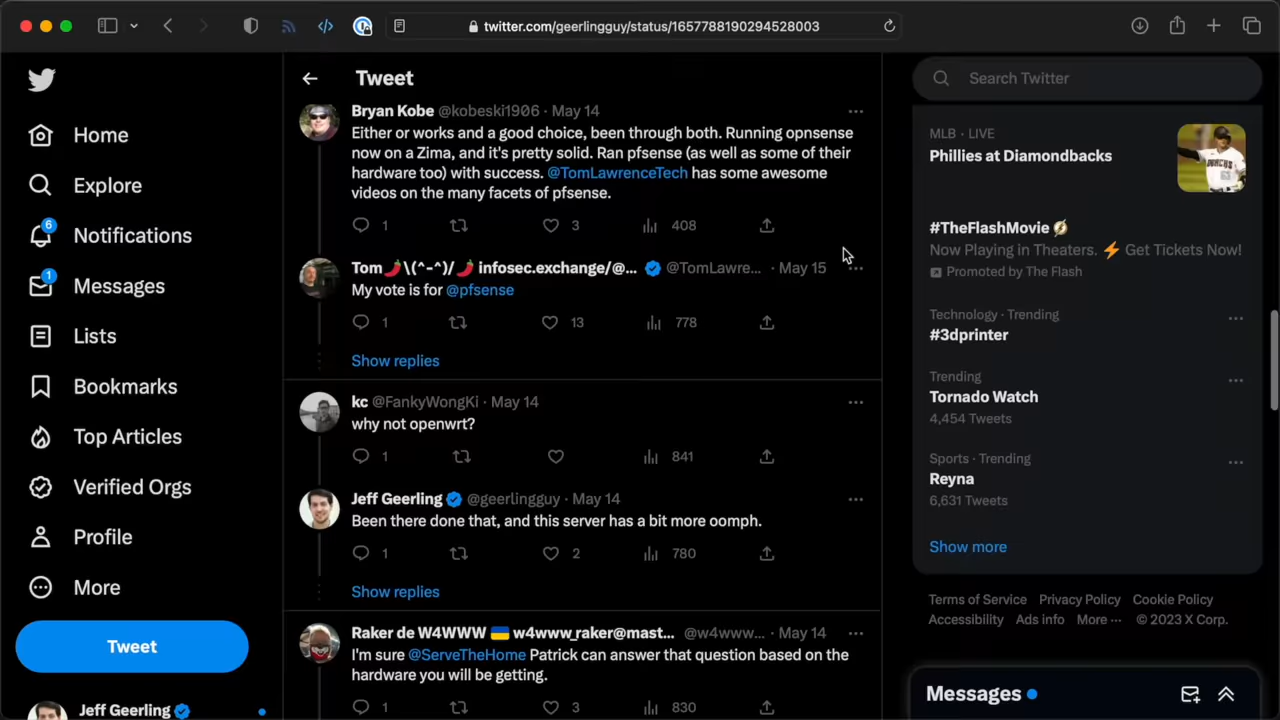 twitter.com/geerlingguy/status/1657788190294528003
Home
Explore
6
Notifications
1
Messages
Lists
Bookmarks
Top Articles
Verified Orgs
Profile
More
Tweet
Jeff Geerling
Tweet
Bryan Kobe @kobeski1906 · May 14
Either or works and a good choice, been through both. Running opnsense
now on a Zima, and it's pretty solid. Ran pfsense (as well as some of their
hardware too) with success. @TomLawrenceTech has some awesome
videos on the many facets of pfsense.
1 3 408
Tom🌶️\(^-^)/🌶️ infosec.exchange/@... @TomLawre... · May 15
My vote is for @pfsense
1 13 778
Show replies
kc @FankyWongKi · May 14
why not openwrt?
1 841
Jeff Geerling @geerlingguy · May 14
Been there done that, and this server has a bit more oomph.
1 2 780
Show replies
Raker de W4WWW 🇺🇦 w4www_raker@mast... @w4www... · May 14
I'm sure @ServeTheHome Patrick can answer that question based on the
hardware you will be getting.
1 3 830
Search Twitter
MLB · LIVE
Phillies at Diamondbacks
#TheFlashMovie
Now Playing in Theaters. ⚡ Get Tickets Now!
Promoted by The Flash
Technology · Trending
#3dprinter
Trending
Tornado Watch
4,454 Tweets
Sports · Trending
Reyna
6,631 Tweets
Show more
Terms of Service Privacy Policy Cookie Policy
Accessibility Ads info More ··· © 2023 X Corp.
Messages